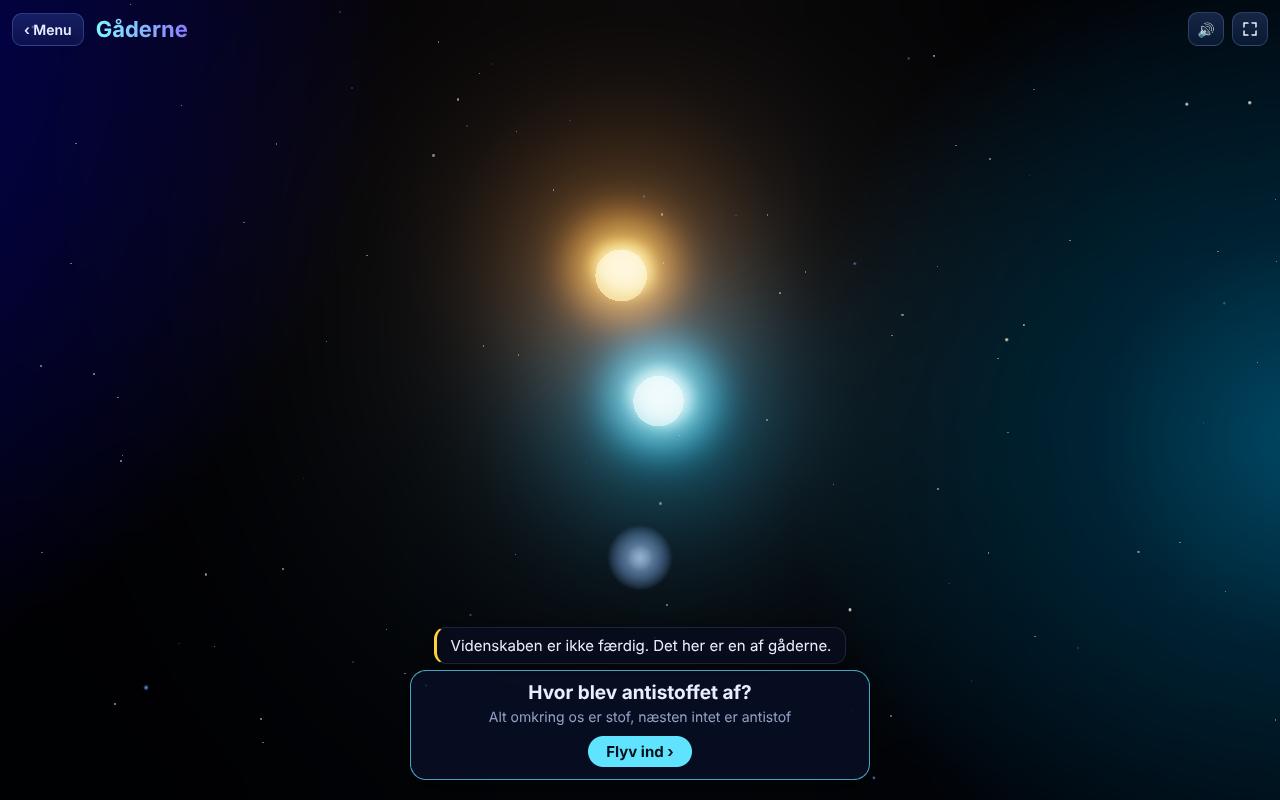 ‹ Menu
Gåderne
Videnskaben er ikke færdig. Det her er en af gåderne.
Hvor blev antistoffet af?
Alt omkring os er stof, næsten intet er antistof
Flyv ind ›